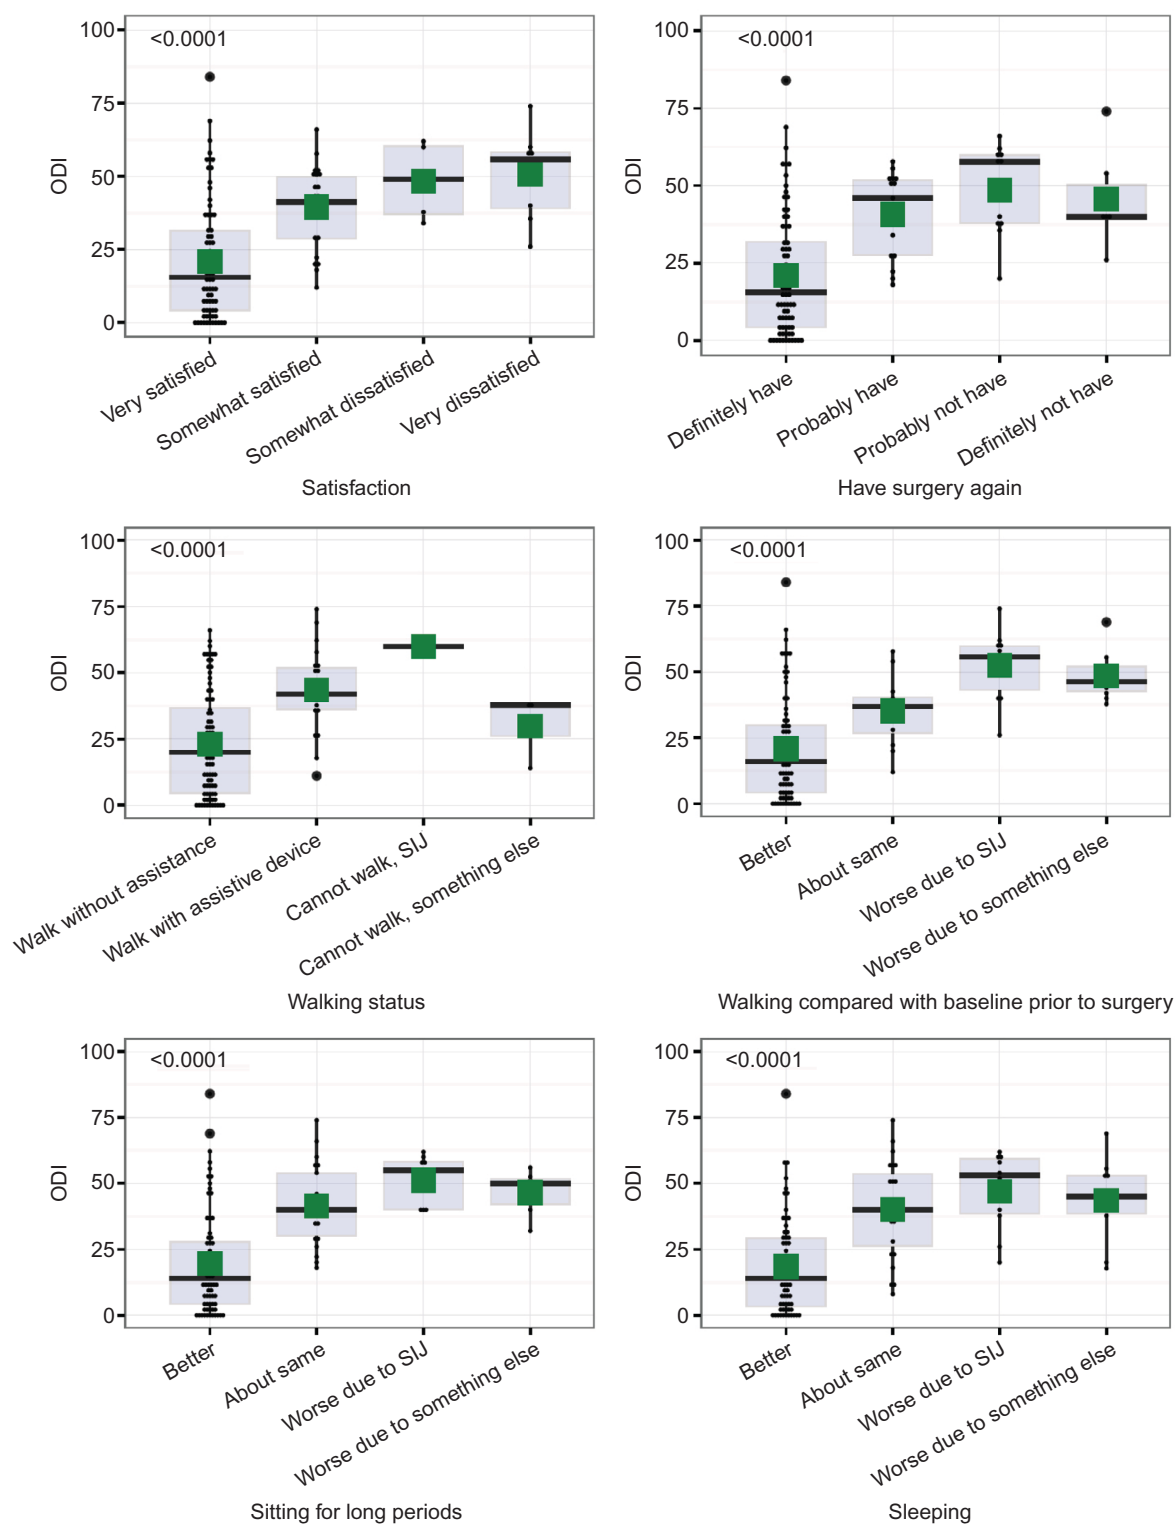 <0.0001
100
75
50
25
0
ODI
Very satisfied
Somewhat satisfied
Somewhat dissatisfied
Very dissatisfied
Satisfaction
<0.0001
100
75
50
25
0
ODI
Definitely have
Probably have
Probably not have
Definitely not have
Have surgery again
<0.0001
100
75
50
25
0
ODI
Walk without assistance
Walk with assistive device
Cannot walk, SIJ
Cannot walk, something else
Walking status
<0.0001
100
75
50
25
0
ODI
Better
About same
Worse due to SIJ
Worse due to something else
Walking compared with baseline prior to surgery
<0.0001
100
75
50
25
0
ODI
Better
About same
Worse due to SIJ
Worse due to something else
Sitting for long periods
<0.0001
100
75
50
25
0
ODI
Better
About same
Worse due to SIJ
Worse due to something else
Sleeping